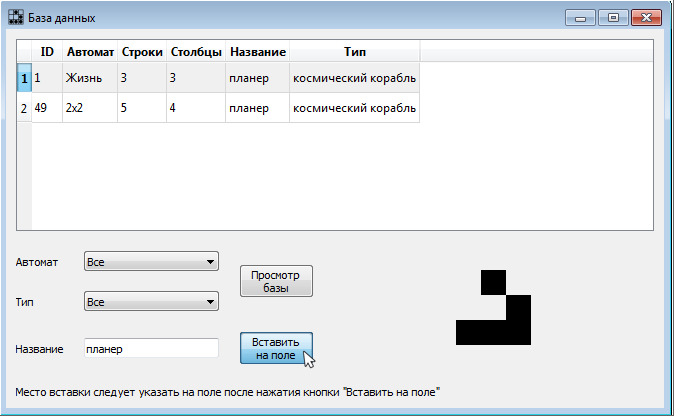 База данных
ID Автомат Строки Столбцы Название Тип
1 1 Жизнь 3 3 планер космический корабль
2 49 2x2 5 4 планер космический корабль
Автомат Все
Просмотр
базы
Тип Все
Название планер
Вставить
на поле
Место вставки следует указать на поле после нажатия кнопки "Вставить на поле"